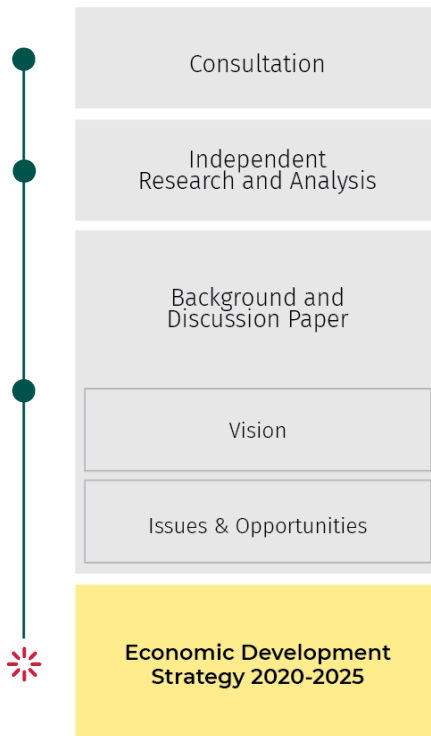 Consultation
Independent
Research and Analysis
Background and
Discussion Paper
Vision
Issues & Opportunities
Economic Development
Strategy 2020-2025